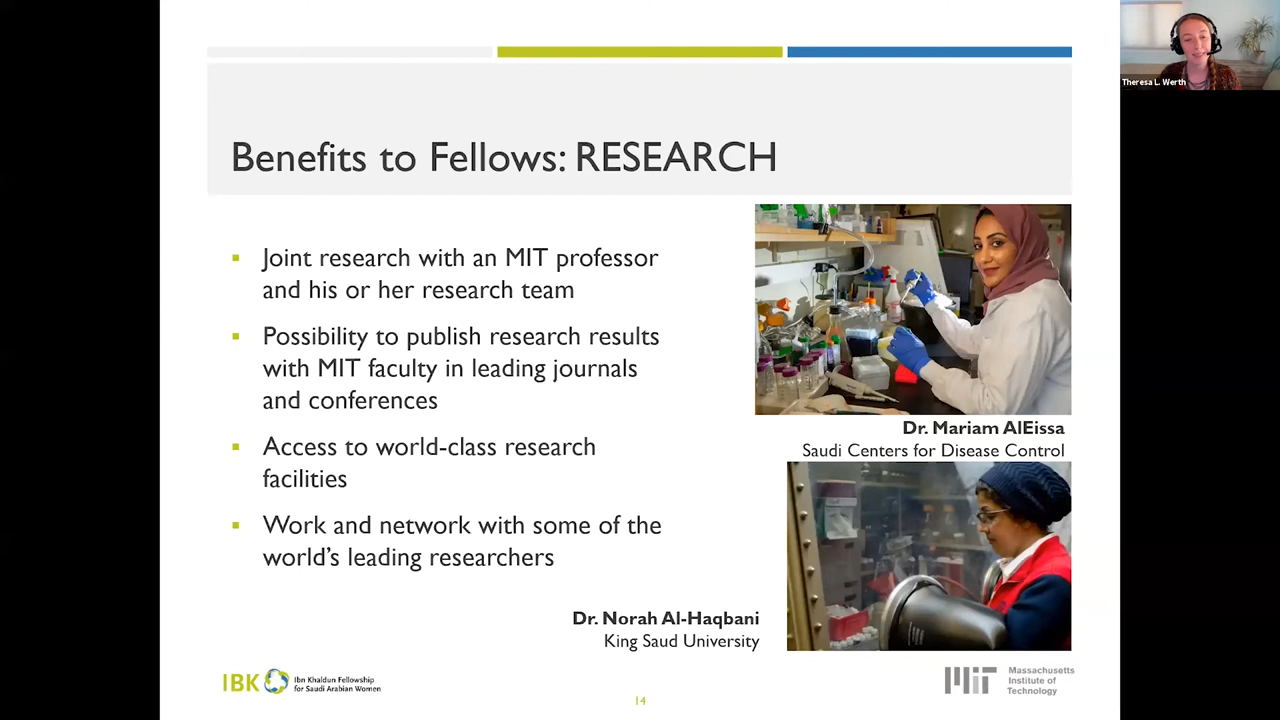 Theresa L. Werth
Benefits to Fellows: RESEARCH
Joint research with an MIT professor
and his or her research team
Possibility to publish research results
with MIT faculty in leading journals
and conferences
Access to world-class research
facilities
Work and network with some of the
world's leading researchers
Dr. Mariam AlEissa
Saudi Centers for Disease Control
Dr. Norah Al-Haqbani
King Saud University
IBK
Ibn Khaldun Fellowship
for Saudi Arabian Women
14
MIT
Massachusetts
Institute of
Technology